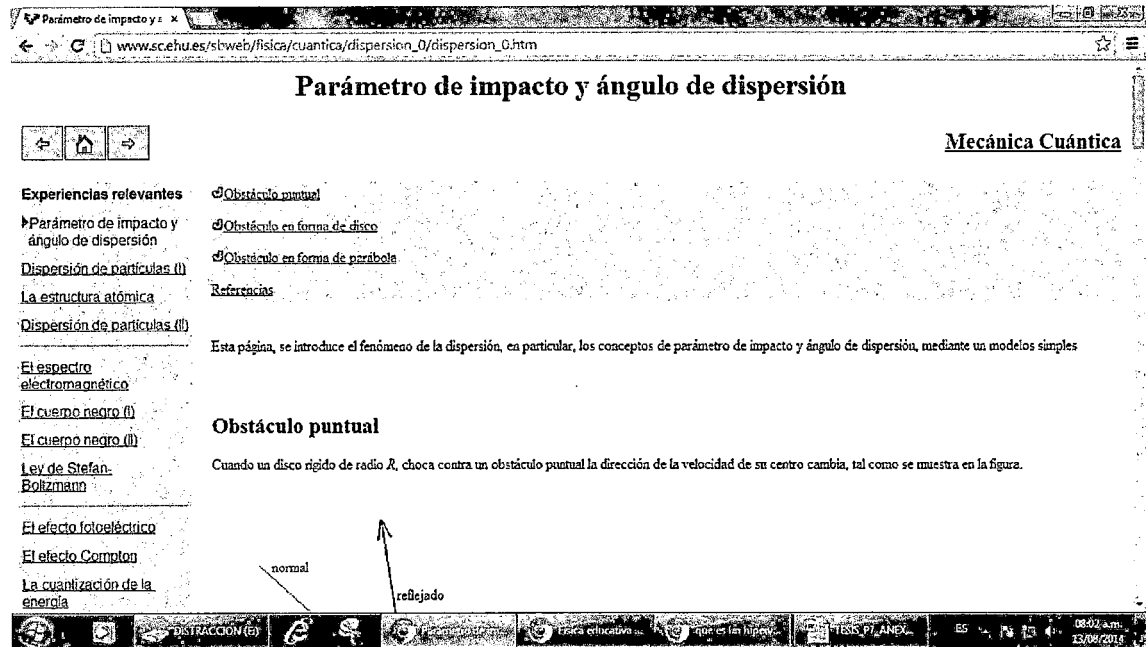 Parámetro de impacto y á
www.sc.ehu.es/sbweb/fisica/cuantica/dispersion_0/dispersion_0.htm
Parámetro de impacto y ángulo de dispersión
Mecánica Cuántica
Experiencias relevantes
Parámetro de impacto y
ángulo de dispersión
Dispersión de partículas (I)
La estructura atómica
Dispersión de partículas (II)
El espectro
electromagnético
El cuerpo negro (I)
El cuerpo negro (II)
Ley de Stefan-
Boltzmann
El efecto fotoeléctrico
El efecto Compton
La cuantización de la
energía
Obstáculo puntual
Obstáculo en forma de disco
Obstáculo en forma de parábola
Referencias
Esta página, se introduce el fenómeno de la dispersión, en particular, los conceptos de parámetro de impacto y ángulo de dispersión, mediante un modelos simples
Obstáculo puntual
Cuando un disco rígido de radio R, choca contra un obstáculo puntual la dirección de la velocidad de su centro cambia, tal como se muestra en la figura.
normal
reflejado
DISTRACCION (E:)
Física educativa ...
que es un hiperv...
TESIS_P7_ANEX...
ES
08:02 a.m.
13/08/2014